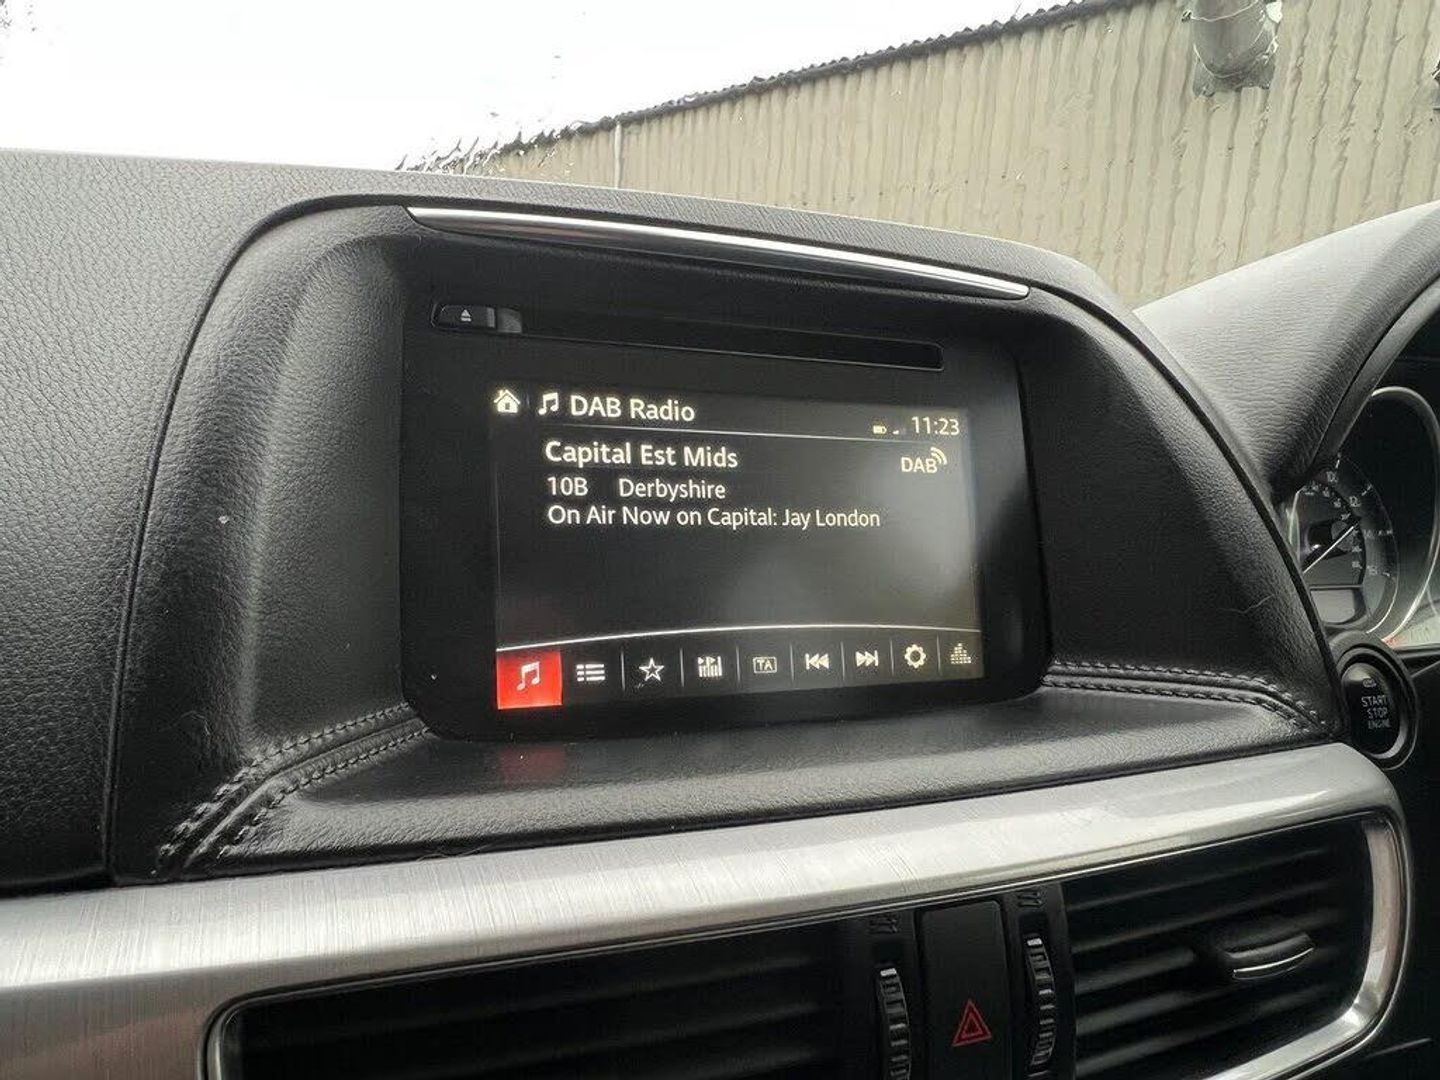 DAB Radio
11:23
Capital Est Mids
DAB
10B Derbyshire
On Air Now on Capital: Jay London
TA
START
STOP
ENGINE